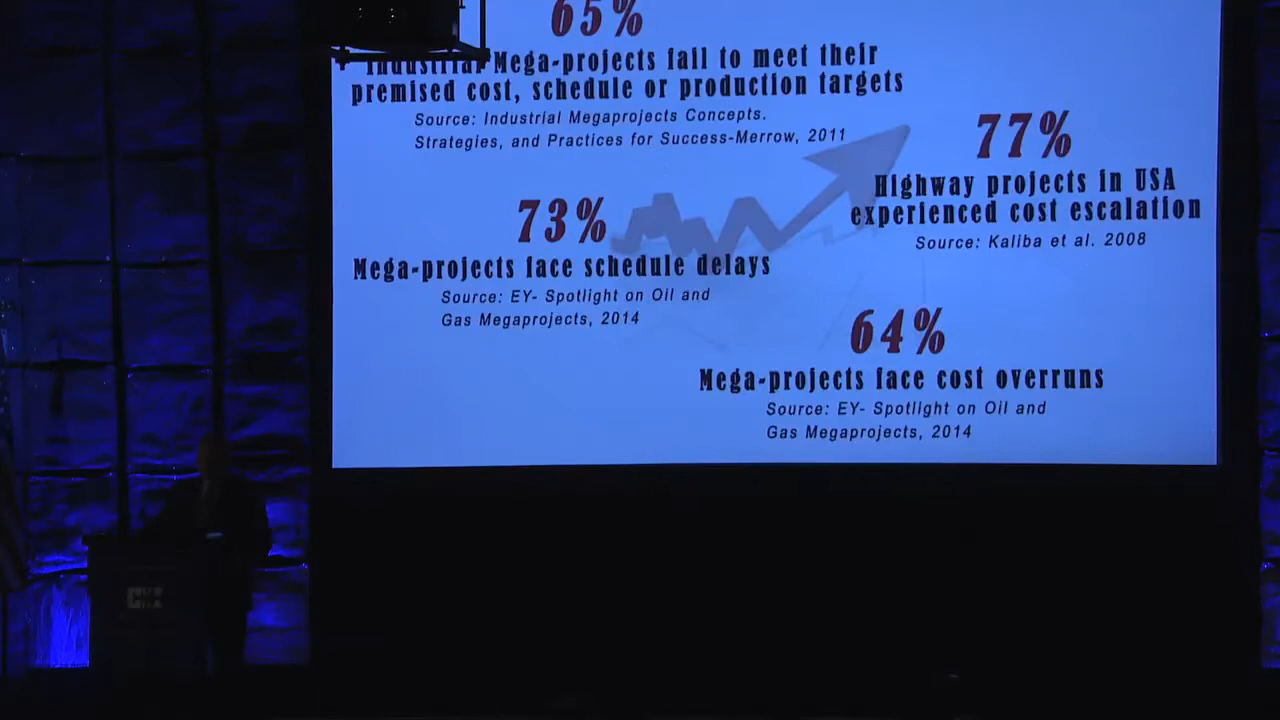 65%
Industrial Mega-projects fail to meet their
premised cost, schedule or production targets
Source: Industrial Megaprojects Concepts.
Strategies, and Practices for Success-Merrow, 2011
77%
Highway projects in USA
experienced cost escalation
Source: Kaliba et al. 2008
73%
Mega-projects face schedule delays
Source: EY- Spotlight on Oil and
Gas Megaprojects, 2014
64%
Mega-projects face cost overruns
Source: EY- Spotlight on Oil and
Gas Megaprojects, 2014